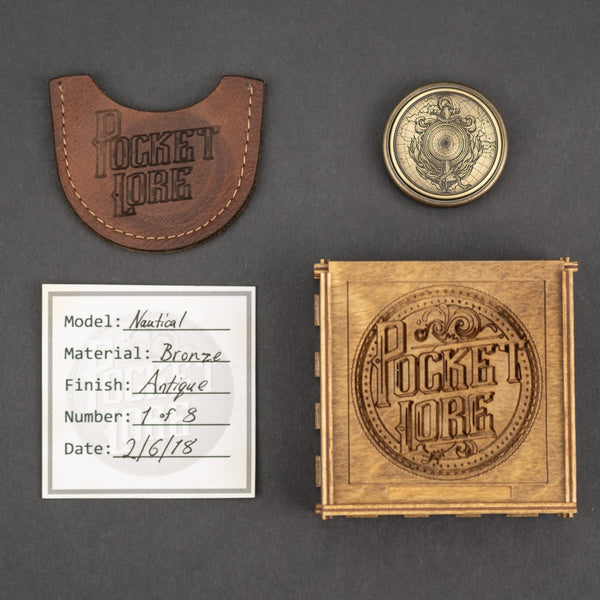 POCKET
LORE
Model: Nautical
Material: Bronze
Finish: Antique
Number: 1 of 8
Date: 2/6/18
POCKET
LORE